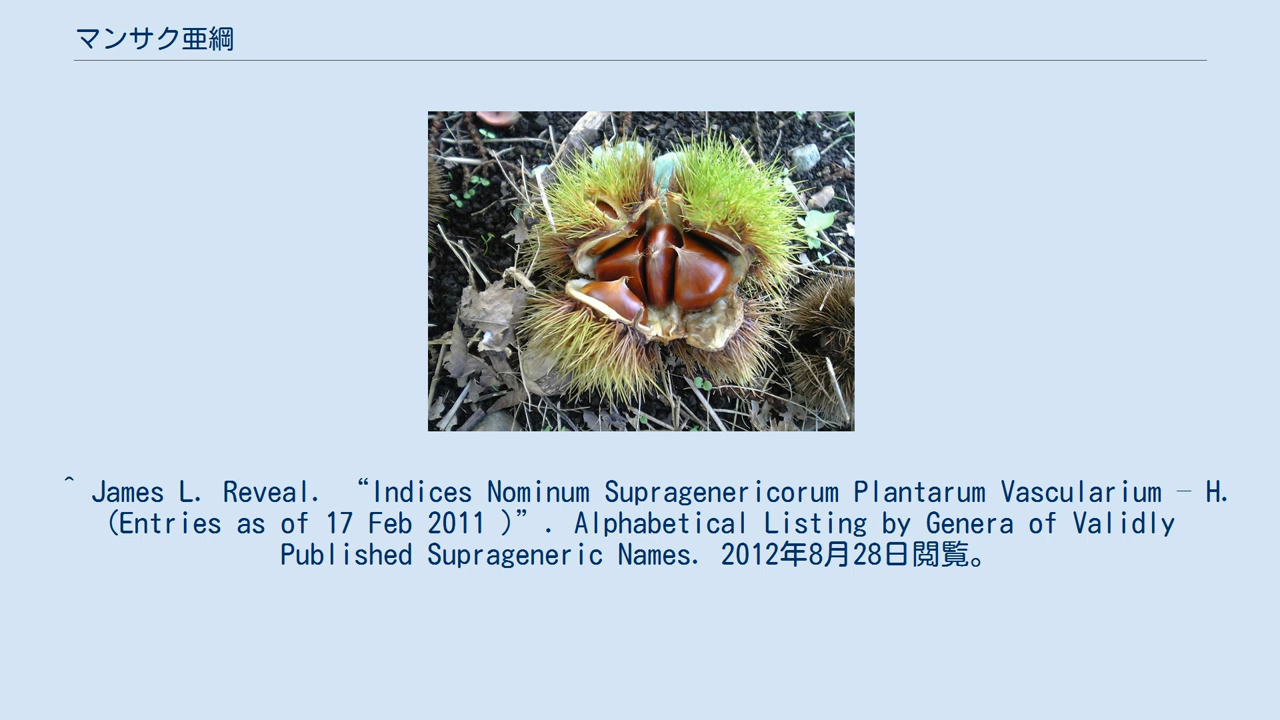 マンサク亜綱
^ James L. Reveal. “Indices Nominum Supragenericorum Plantarum Vascularium – H.
(Entries as of 17 Feb 2011 )”. Alphabetical Listing by Genera of Validly
Published Suprageneric Names. 2012年8月28日閲覧。